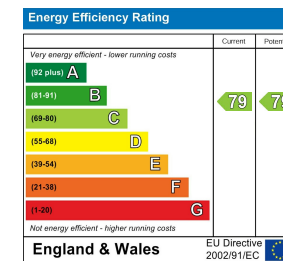 Energy Efficiency Rating
Current
Very energy efficient - lower running costs
(92 plus) A
(81-91) B
(69-80) C
(55-68) D
(39-54) E
(21-38) F
(1-20) G
79
Not energy efficient - higher running costs
England & Wales
EU Directive
2002/91/EC